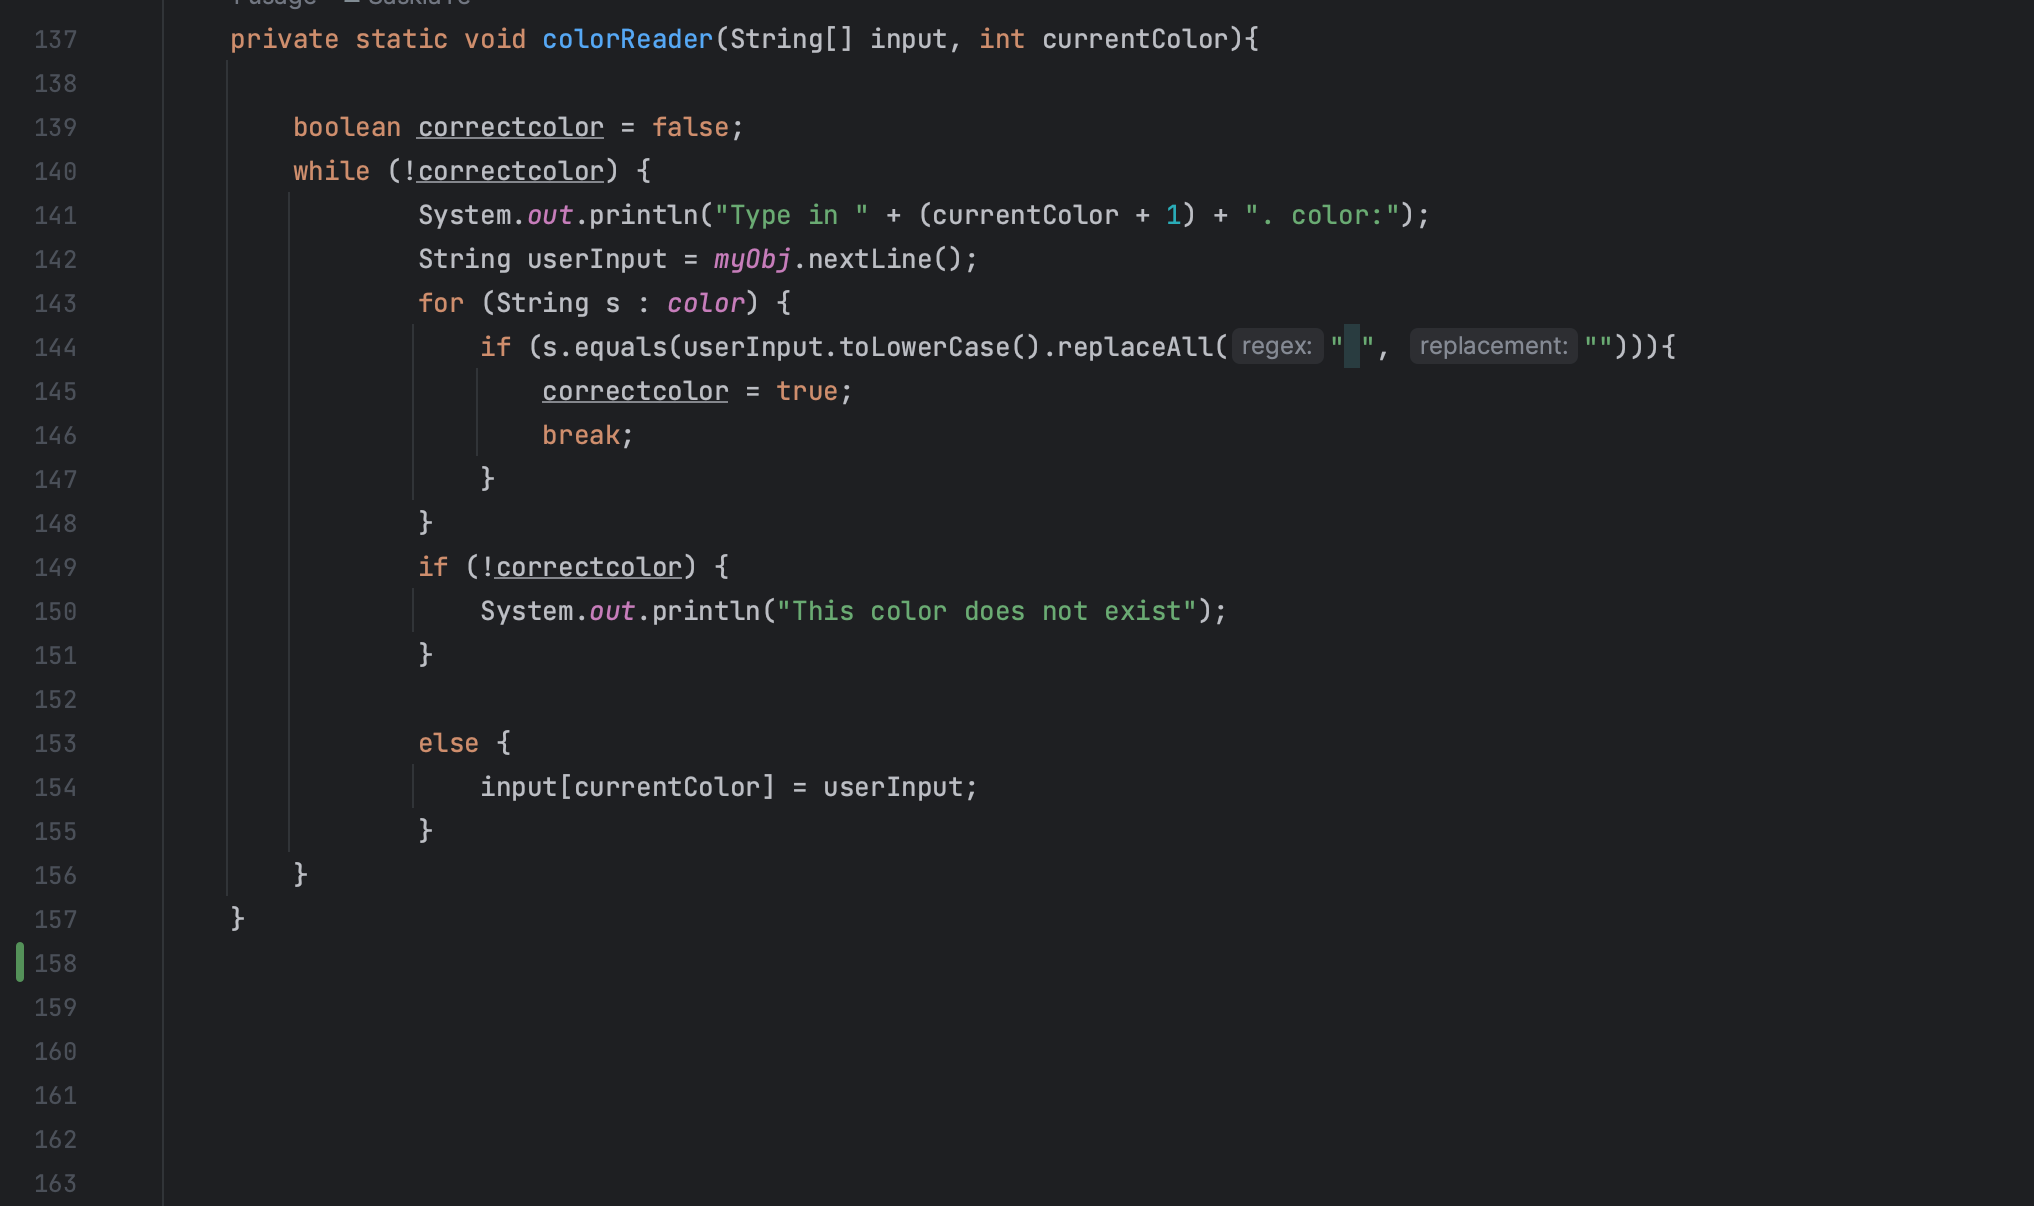 137 private static void colorReader(String[] input, int currentColor){
138
139 boolean correctcolor = false;
140 while (!correctcolor) {
141 System.out.println("Type in " + (currentColor + 1) + ". color:");
142 String userInput = myObj.nextLine();
143 for (String s : color) {
144 if (s.equals(userInput.toLowerCase().replaceAll( regex: " ", replacement: ""))){
145 correctcolor = true;
146 break;
147 }
148 }
149 if (!correctcolor) {
150 System.out.println("This color does not exist");
151 }
152
153 else {
154 input[currentColor] = userInput;
155 }
156 }
157 }
158
159
160
161
162
163